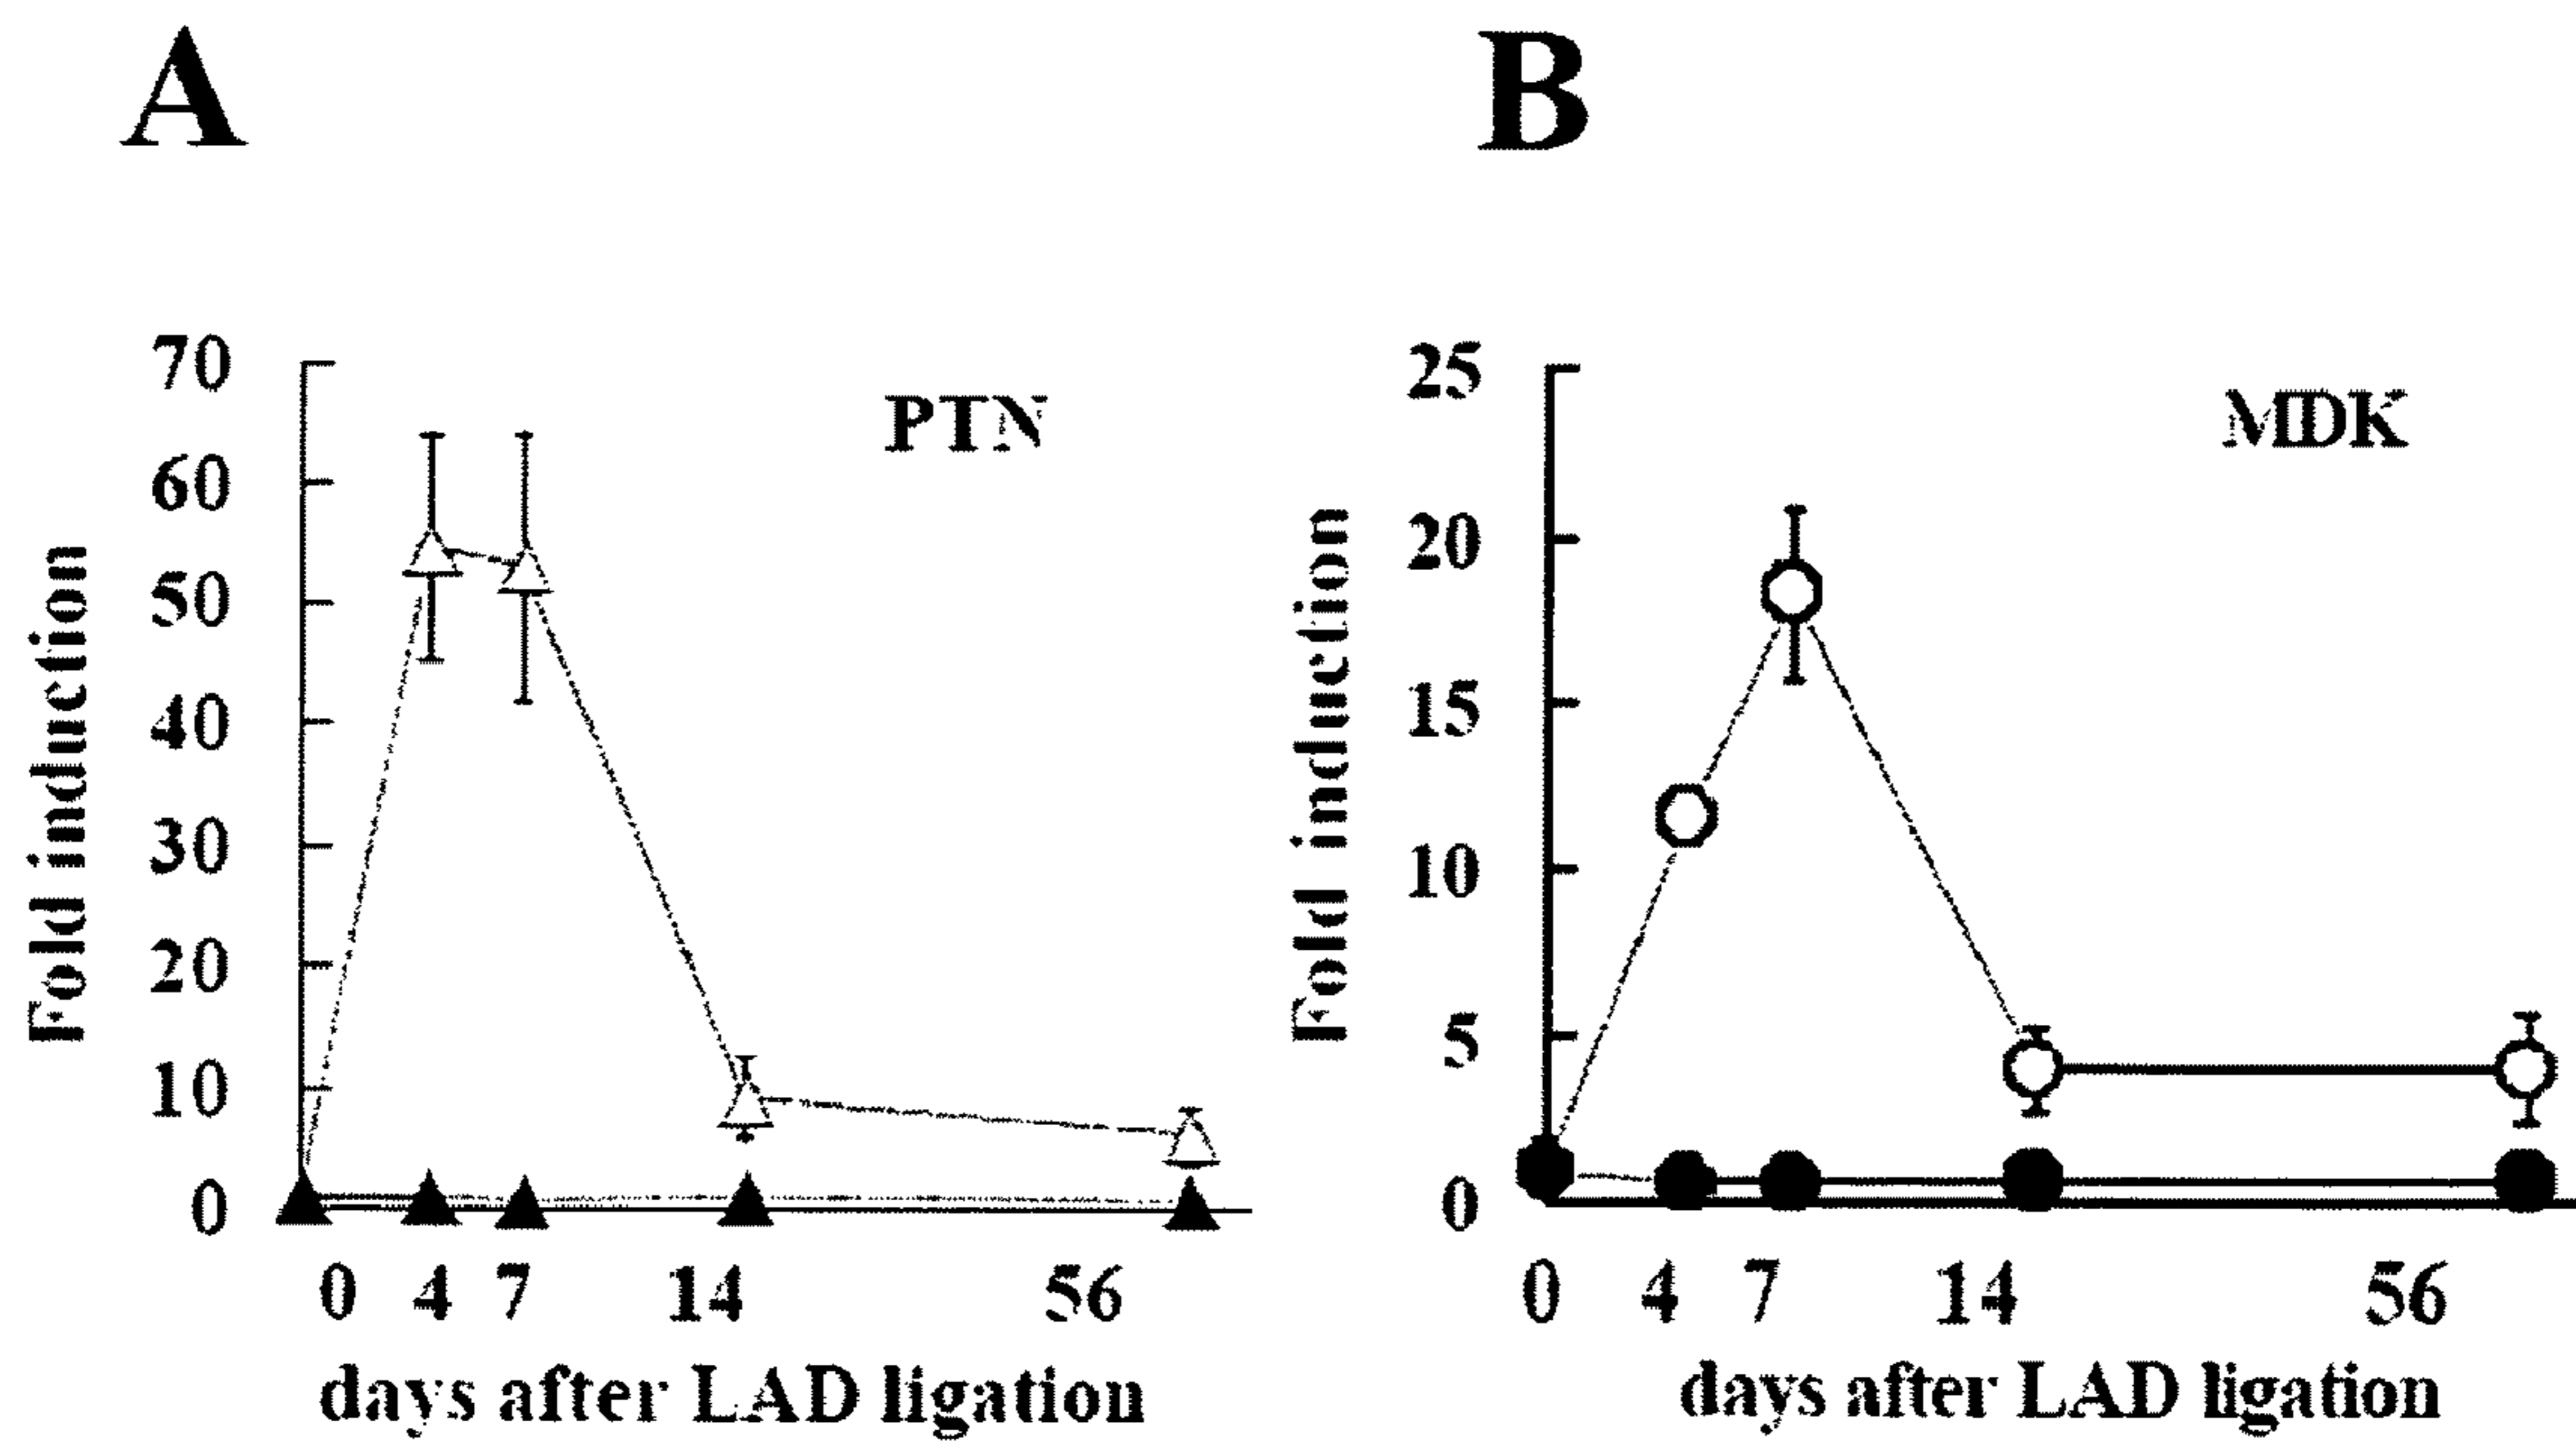 A
B
70
60
50
40
30
20
10
0
Fold induction
PTN
0 4 7 14 56
days after LAD ligation
25
20
15
10
5
0
Fold induction
MDK
0 4 7 14 56
days after LAD ligation